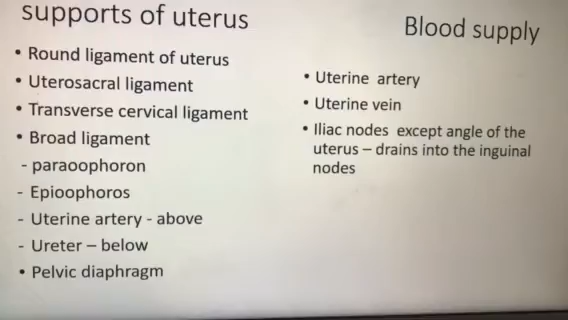 supports of uterus
• Round ligament of uterus
• Uterosacral ligament
• Transverse cervical ligament
• Broad ligament
- paraoophoron
- Epioophoros
- Uterine artery - above
- Ureter – below
• Pelvic diaphragm
Blood supply
• Uterine artery
• Uterine vein
• Iliac nodes except angle of the
uterus – drains into the inguinal
nodes